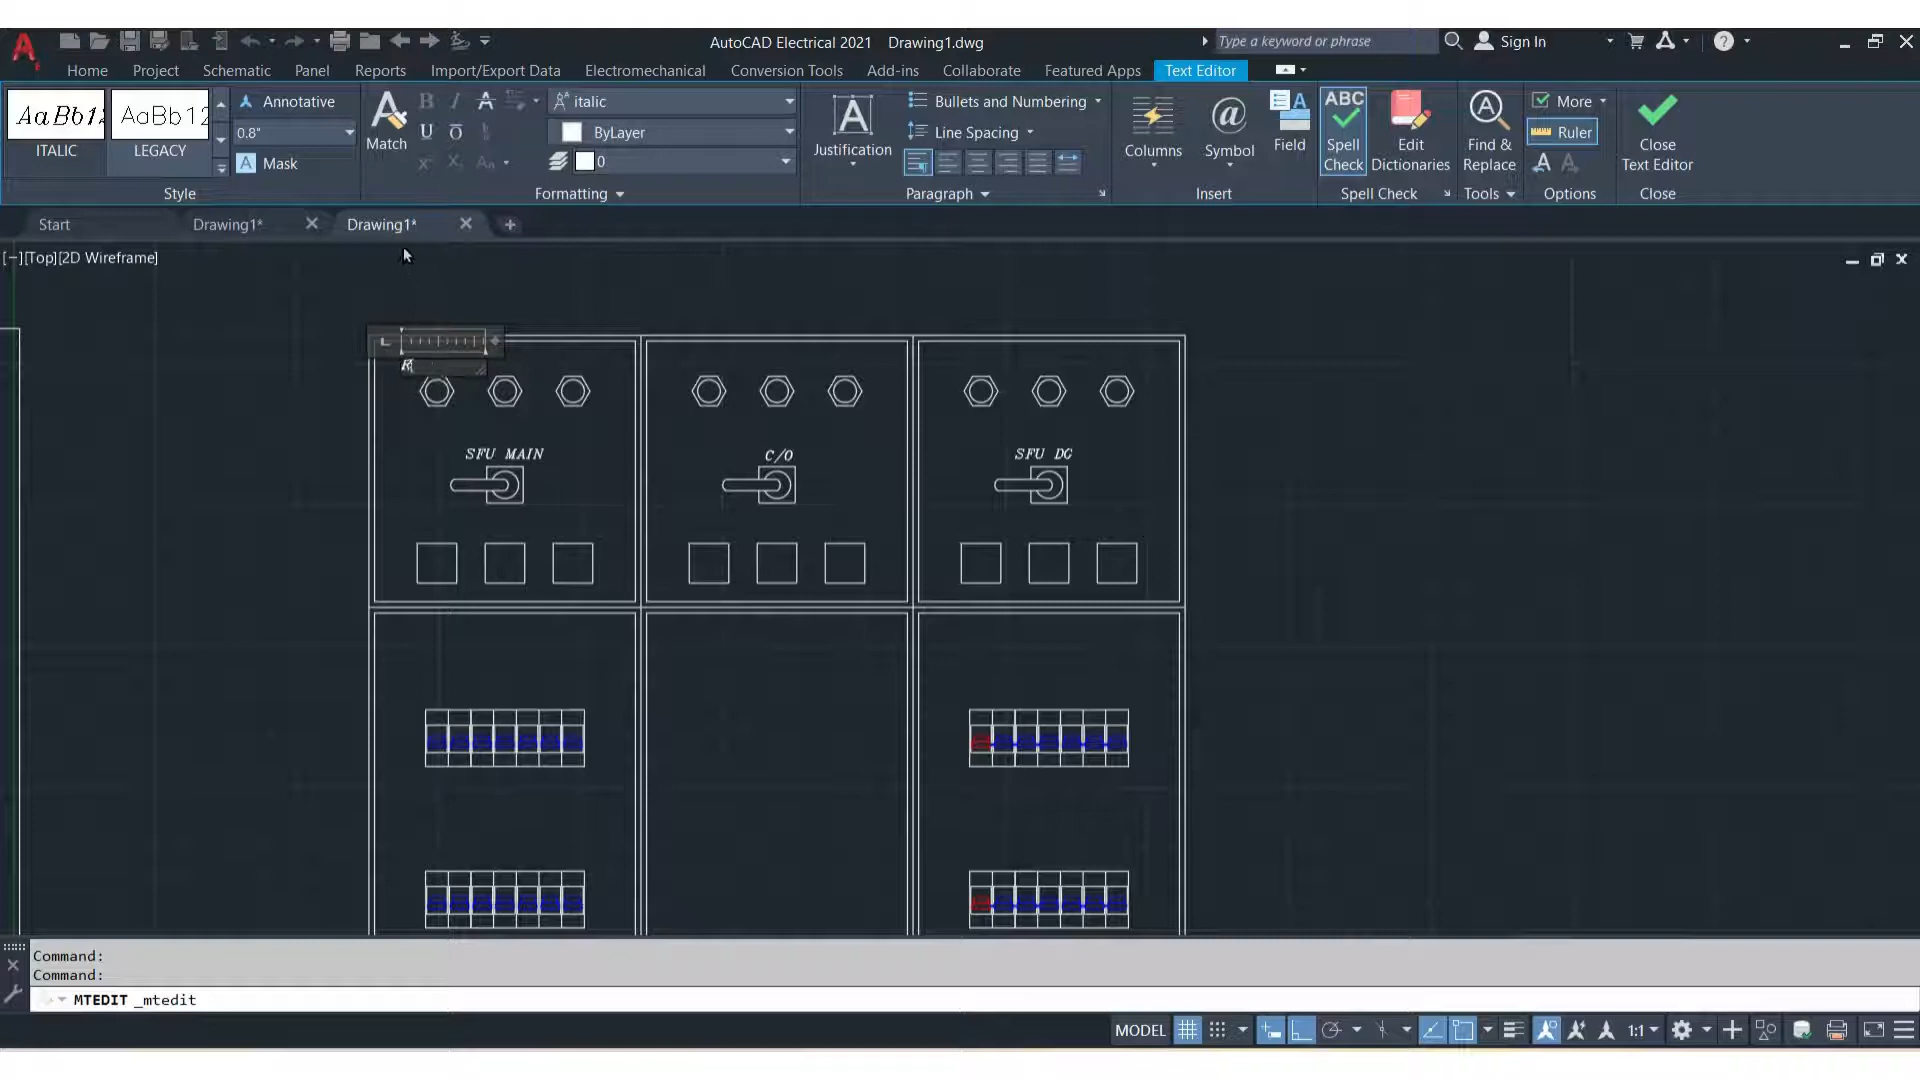 AutoCAD Electrical 2021 Drawing1.dwg
Type a keyword or phrase
Sign In
Home Project Schematic Panel Reports Import/Export Data Electromechanical Conversion Tools Add-ins Collaborate Featured Apps Text Editor
AaBb12 AaBb12
ITALIC LEGACY
Annotative
0.8"
Mask
Style
Match
italic
ByLayer
0
Formatting
Justification
Bullets and Numbering
Line Spacing
Paragraph
Columns
Symbol
Field
Insert
ABC
Spell
Check
Edit
Dictionaries
Spell Check
Find &
Replace
Tools
More
Ruler
Options
Close
Text Editor
Close
Start Drawing1* Drawing1*
[−][Top][2D Wireframe]
R
SFU MAIN C/O SFU DG
Command:
Command:
MTEDIT _mtedit
MODEL 1:1